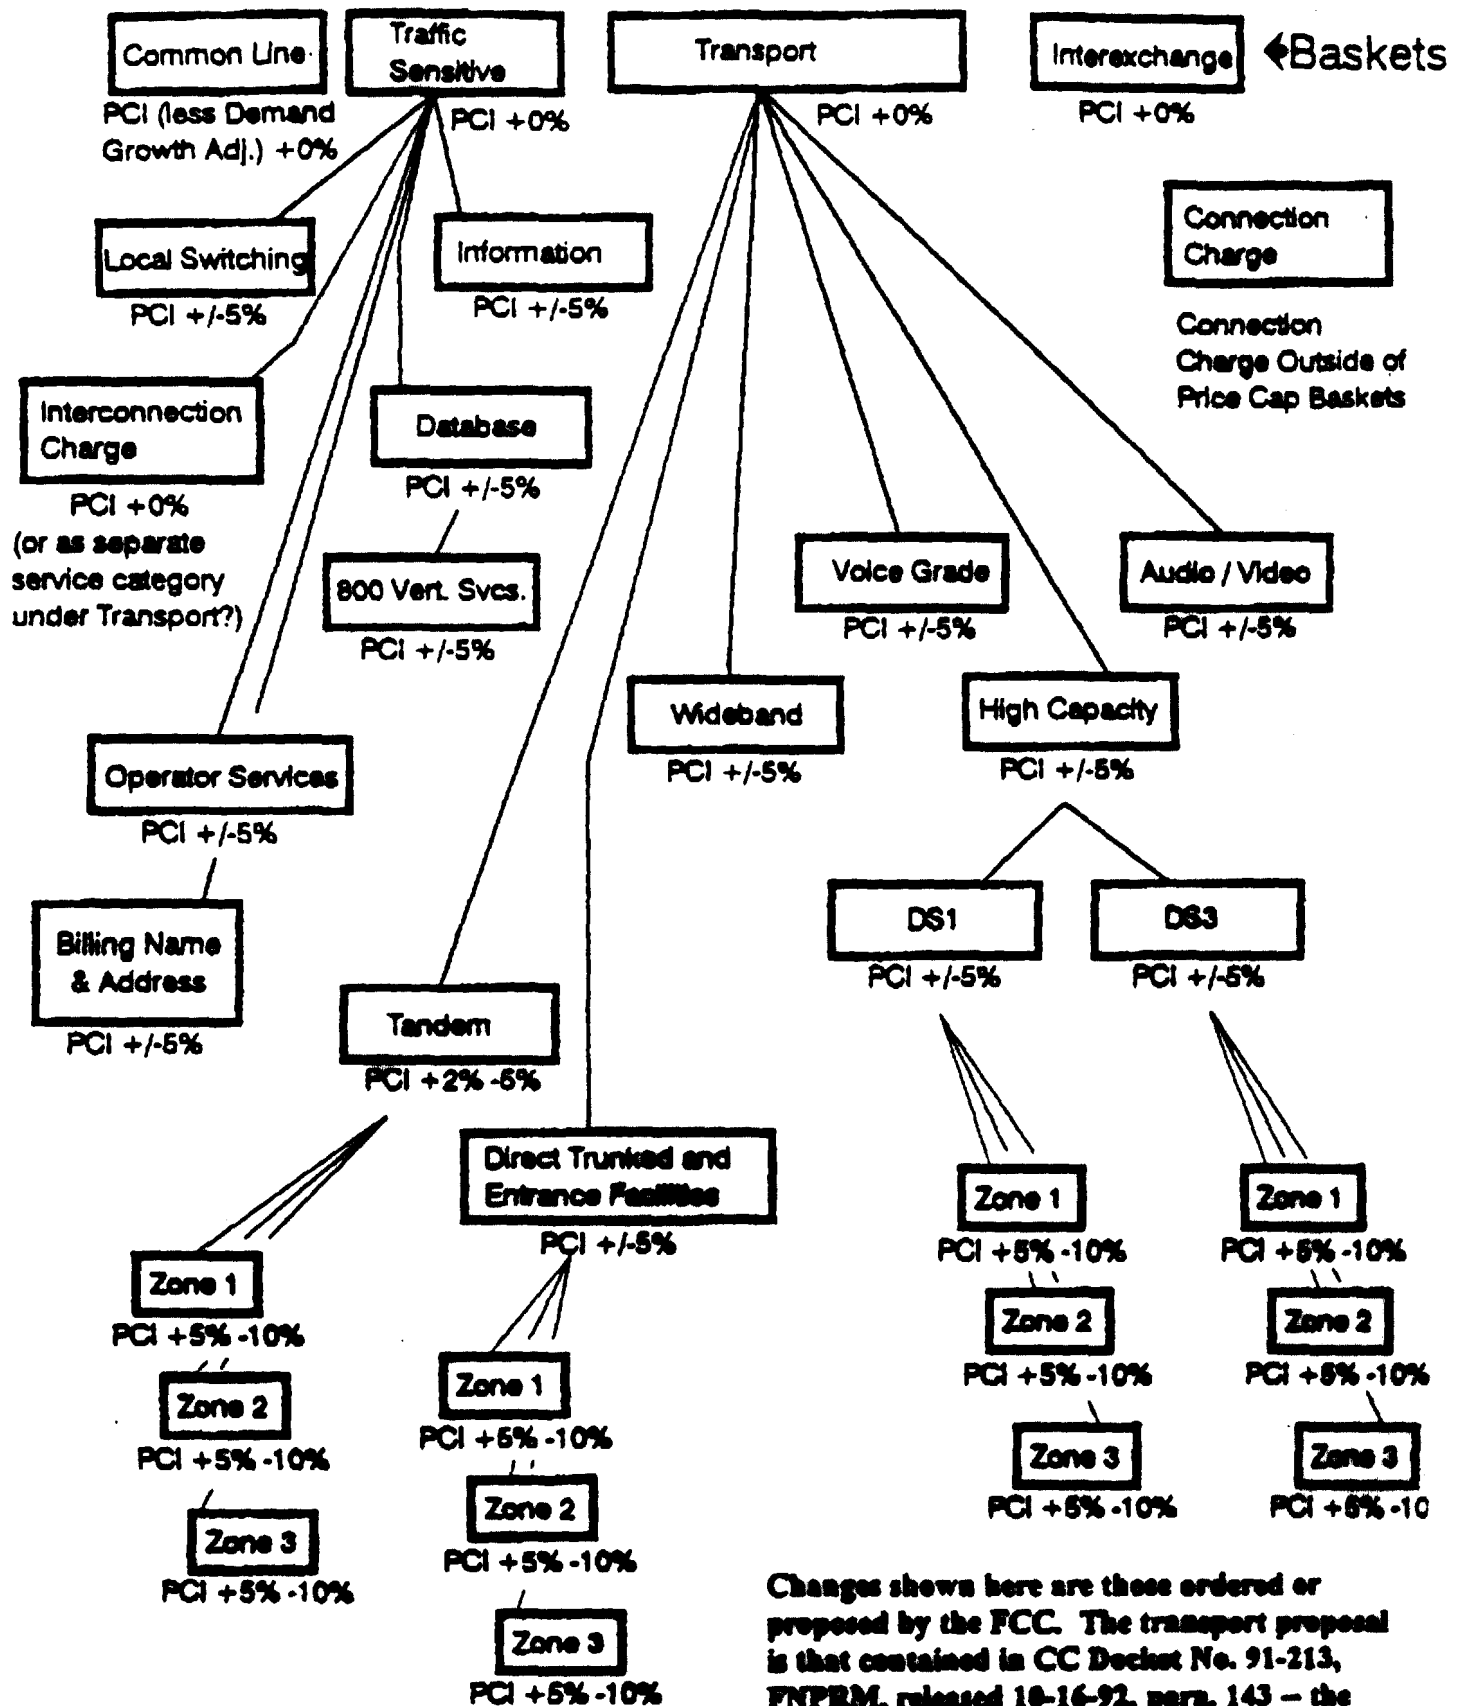 Common Line
Traffic
Sensitive
Transport
Interexchange
Baskets
PCI (less Demand
Growth Adj.) +0%
PCI +0%
PCI +0%
PCI +0%
Connection
Charge
Connection
Charge Outside of
Price Cap Baskets
Local Switching
PCI +/-5%
Information
PCI +/-5%
Interconnection
Charge
PCI +0%
(or as separate
service category
under Transport?)
Database
PCI +/-5%
800 Vert. Svcs.
PCI +/-5%
Voice Grade
PCI +/-5%
Audio / Video
PCI +/-5%
Wideband
PCI +/-5%
High Capacity
PCI +/-5%
Operator Services
PCI +/-5%
Billing Name
& Address
PCI +/-5%
DS1
PCI +/-5%
DS3
PCI +/-5%
Tandem
PCI +2% -5%
Direct Trunked and
Entrance Facilities
PCI +/-5%
Zone 1
PCI +5% -10%
Zone 2
PCI +5% -10%
Zone 3
PCI +5% -10%
Zone 1
PCI +5% -10%
Zone 2
PCI +5% -10%
Zone 3
PCI +5% -10%
Zone 1
PCI +5% -10%
Zone 2
PCI +5% -10%
Zone 3
PCI +5% -10%
Zone 1
PCI +5% -10%
Zone 2
PCI +5% -10%
Zone 3
PCI +5% -10
Changes shown here are those ordered or
proposed by the FCC. The transport proposal
is that contained in CC Docket No. 91-213,
FNPRM, released 10-16-92, para. 143 -- the